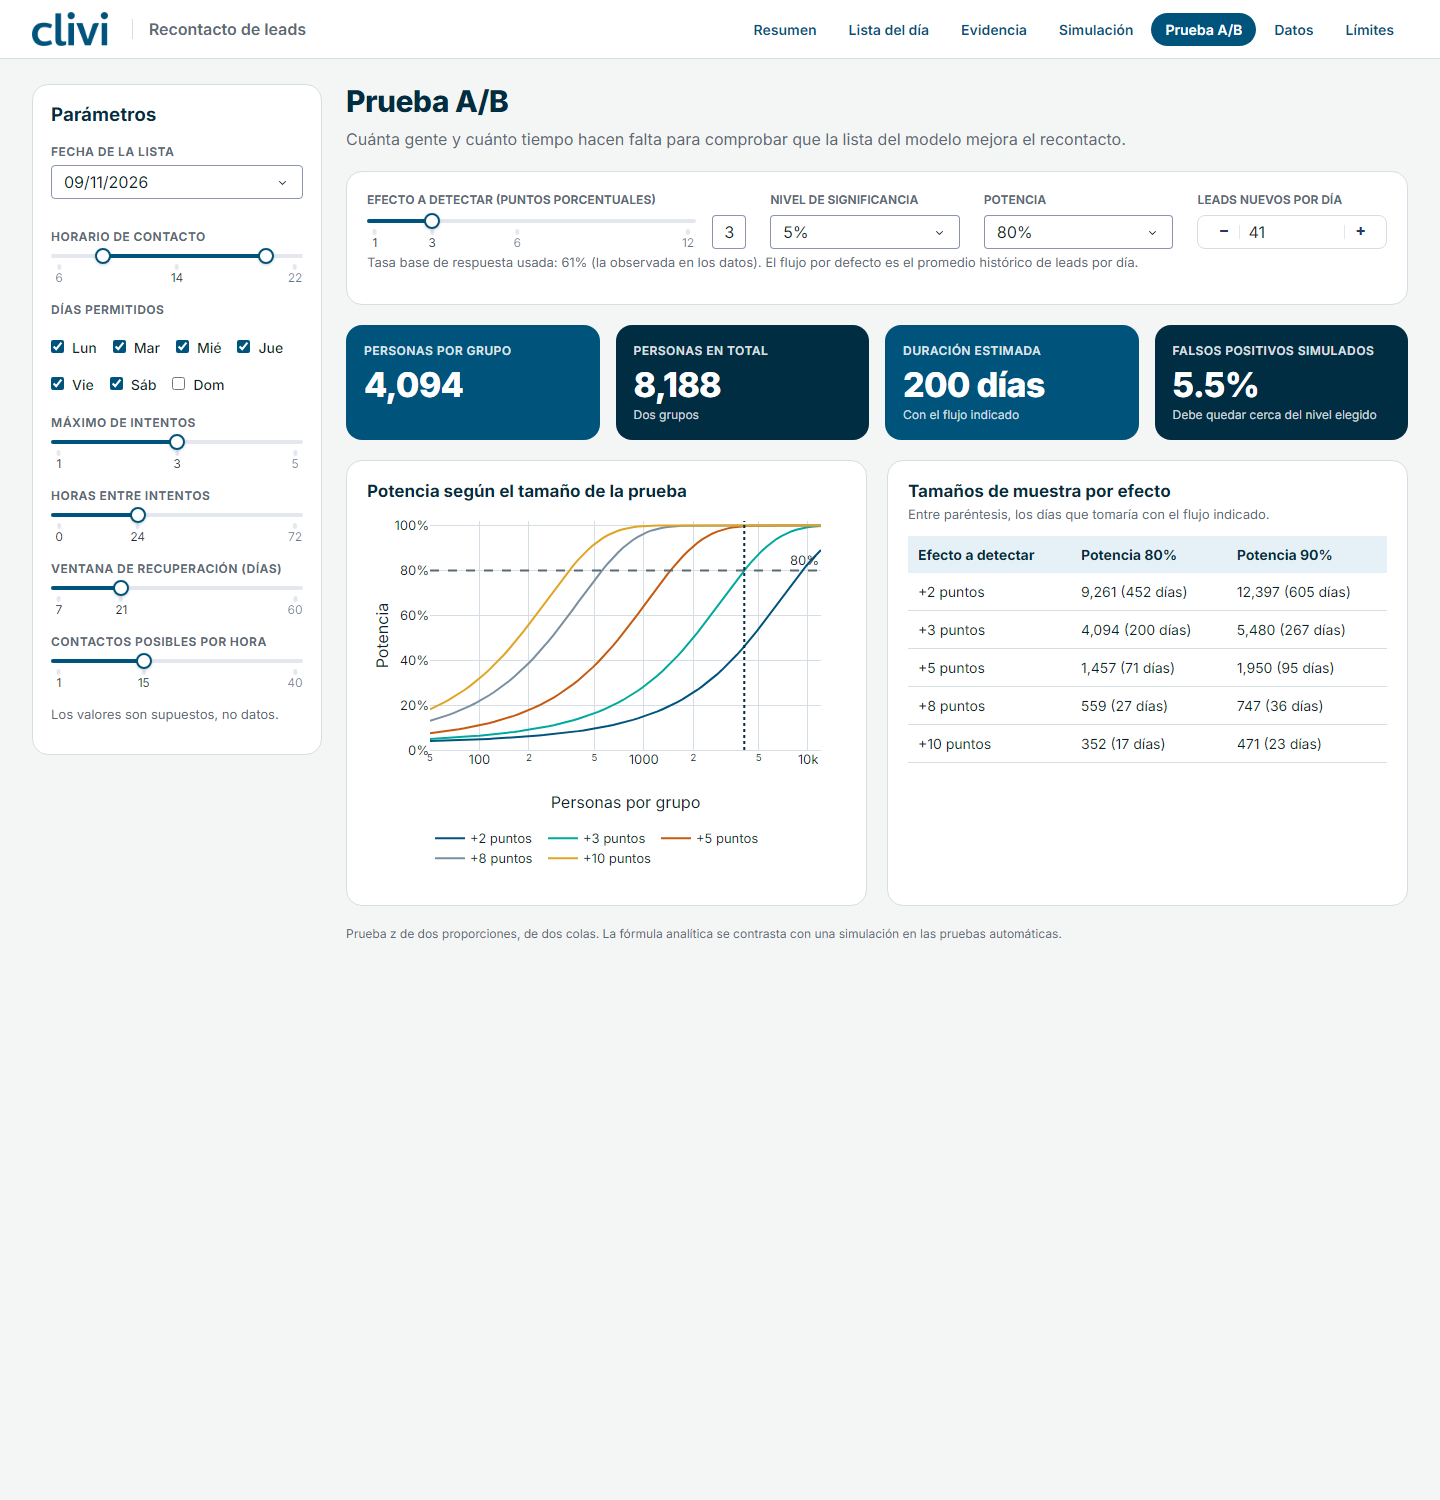 clivi
Recontacto de leads
Resumen
Lista del día
Evidencia
Simulación
Prueba A/B
Datos
Límites
Parámetros
FECHA DE LA LISTA
09/11/2026
HORARIO DE CONTACTO
6 14 22
DÍAS PERMITIDOS
Lun Mar Mié Jue
Vie Sáb Dom
MÁXIMO DE INTENTOS
1 3 5
HORAS ENTRE INTENTOS
0 24 72
VENTANA DE RECUPERACIÓN (DÍAS)
7 21 60
CONTACTOS POSIBLES POR HORA
1 15 40
Los valores son supuestos, no datos.
Prueba A/B
Cuánta gente y cuánto tiempo hacen falta para comprobar que la lista del modelo mejora el recontacto.
EFECTO A DETECTAR (PUNTOS PORCENTUALES)
1 3 6 12
3
NIVEL DE SIGNIFICANCIA
5%
POTENCIA
80%
LEADS NUEVOS POR DÍA
− 41 +
Tasa base de respuesta usada: 61% (la observada en los datos). El flujo por defecto es el promedio histórico de leads por día.
PERSONAS POR GRUPO
4,094
PERSONAS EN TOTAL
8,188
Dos grupos
DURACIÓN ESTIMADA
200 días
Con el flujo indicado
FALSOS POSITIVOS SIMULADOS
5.5%
Debe quedar cerca del nivel elegido
Potencia según el tamaño de la prueba
100%
80%
60%
40%
20%
0%
Potencia
80%
5 100 2 5 1000 2 5 10k
Personas por grupo
+2 puntos +3 puntos +5 puntos
+8 puntos +10 puntos
Tamaños de muestra por efecto
Entre paréntesis, los días que tomaría con el flujo indicado.
Efecto a detectar Potencia 80% Potencia 90%
+2 puntos 9,261 (452 días) 12,397 (605 días)
+3 puntos 4,094 (200 días) 5,480 (267 días)
+5 puntos 1,457 (71 días) 1,950 (95 días)
+8 puntos 559 (27 días) 747 (36 días)
+10 puntos 352 (17 días) 471 (23 días)
Prueba z de dos proporciones, de dos colas. La fórmula analítica se contrasta con una simulación en las pruebas automáticas.